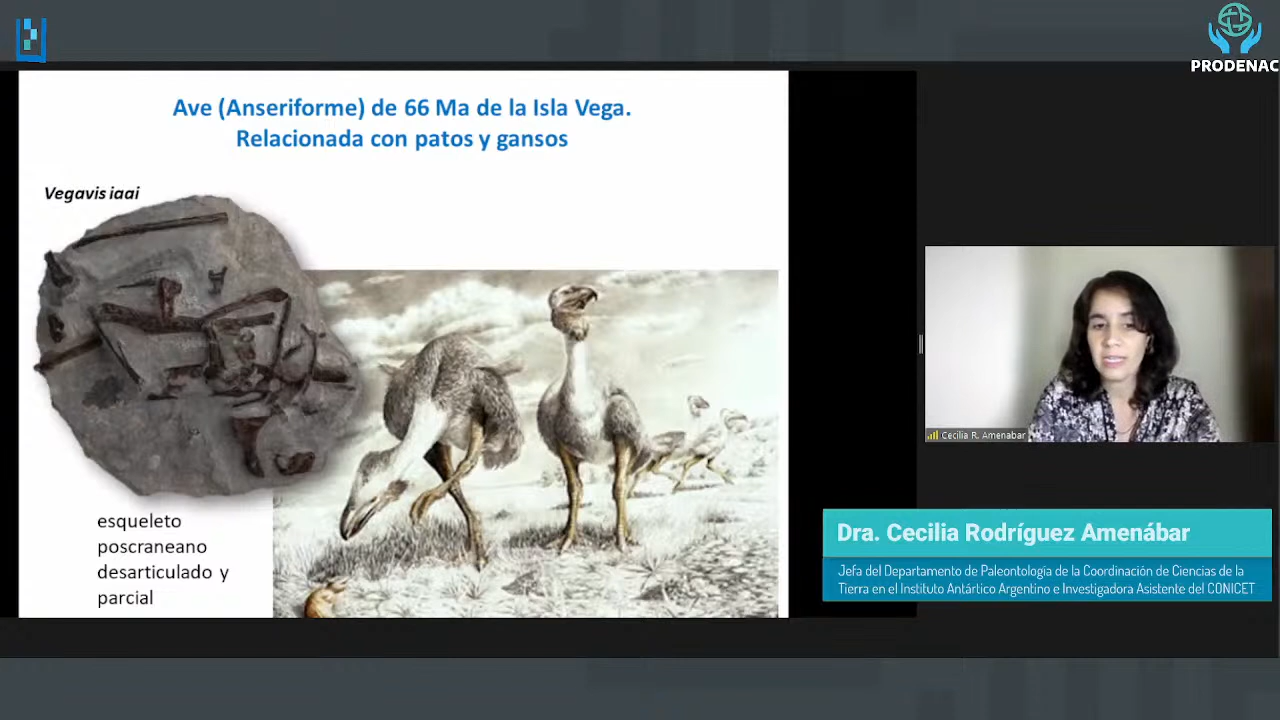 PRODENAC
Ave (Anseriforme) de 66 Ma de la Isla Vega.
Relacionada con patos y gansos
Vegavis iaai
esqueleto
poscraneano
desarticulado y
parcial
Cecilia R. Amenabar
Dra. Cecilia Rodríguez Amenábar
Jefa del Departamento de Paleontología de la Coordinación de Ciencias de la
Tierra en el Instituto Antártico Argentino e Investigadora Asistente del CONICET